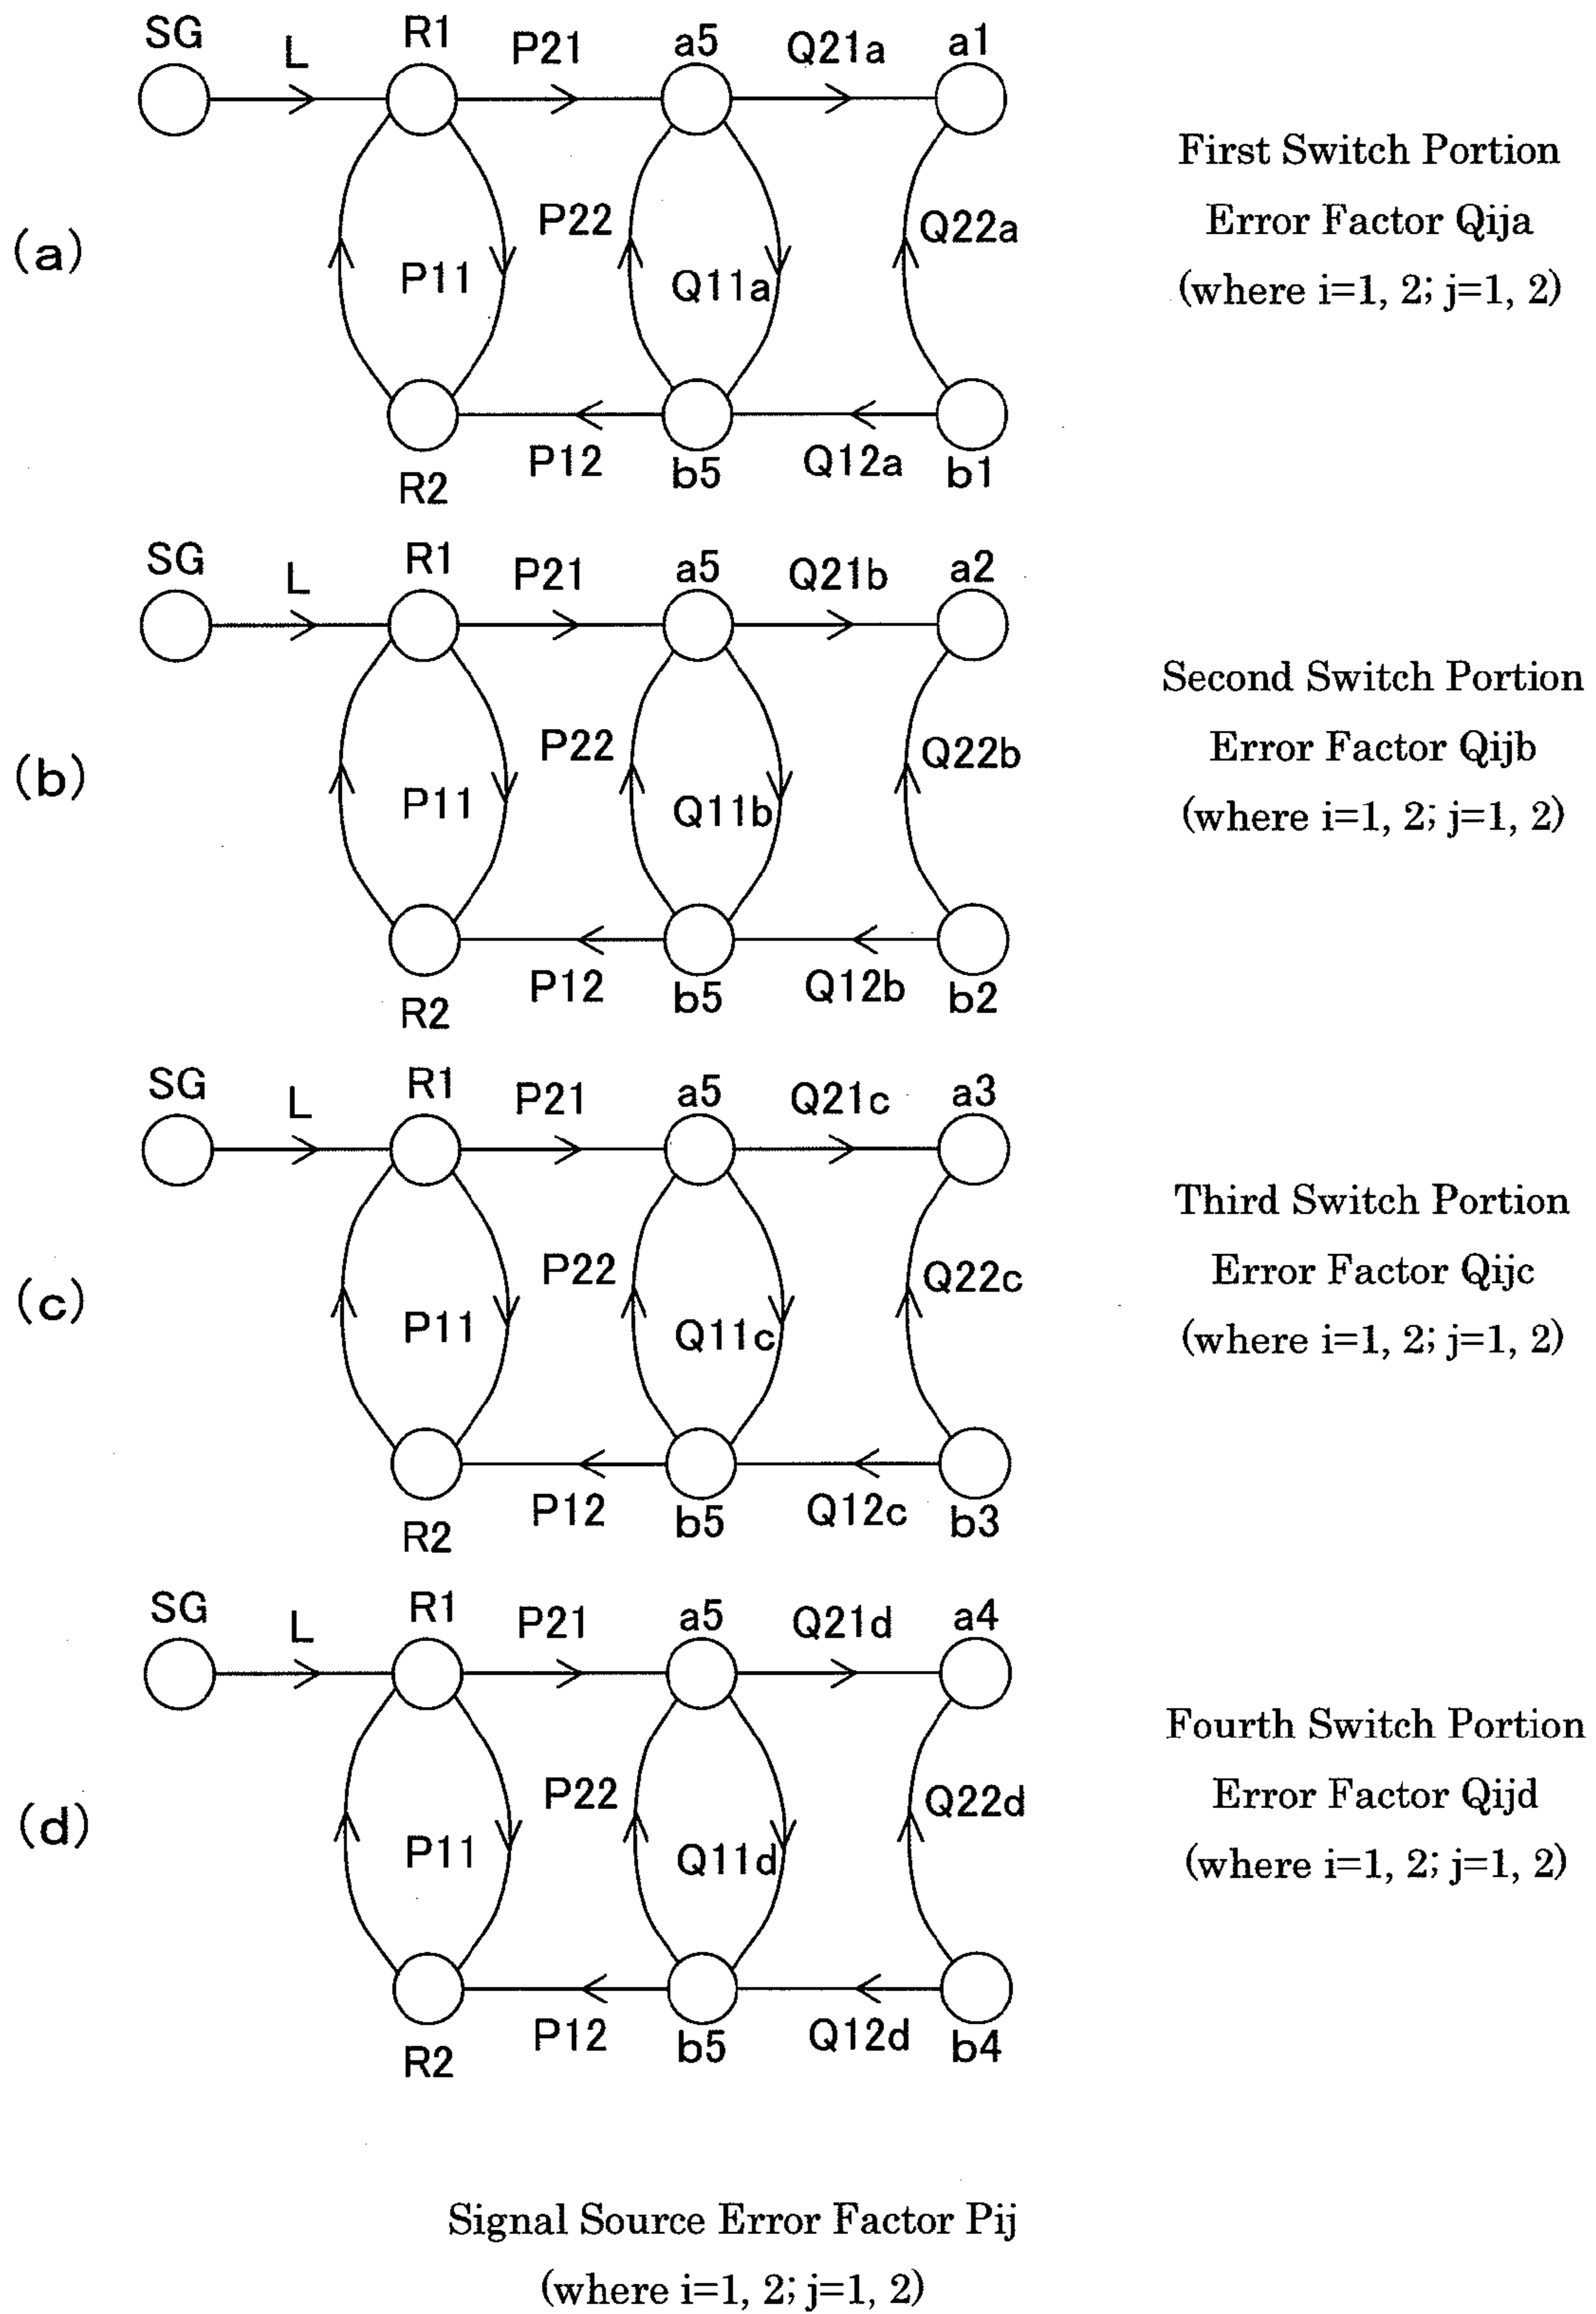 SG L R1 P21 a5 Q21a a1
First Switch Portion
(a) P11 P22 Q11a Q22a
Error Factor Qija
(where i=1, 2; j=1, 2)
R2 P12 b5 Q12a b1
SG L R1 P21 a5 Q21b a2
Second Switch Portion
(b) P11 P22 Q11b Q22b
Error Factor Qijb
(where i=1, 2; j=1, 2)
R2 P12 b5 Q12b b2
SG L R1 P21 a5 Q21c a3
Third Switch Portion
(c) P11 P22 Q11c Q22c
Error Factor Qijc
(where i=1, 2; j=1, 2)
R2 P12 b5 Q12c b3
SG L R1 P21 a5 Q21d a4
Fourth Switch Portion
(d) P11 P22 Q11d Q22d
Error Factor Qijd
(where i=1, 2; j=1, 2)
R2 P12 b5 Q12d b4
Signal Source Error Factor Pij
(where i=1, 2; j=1, 2)